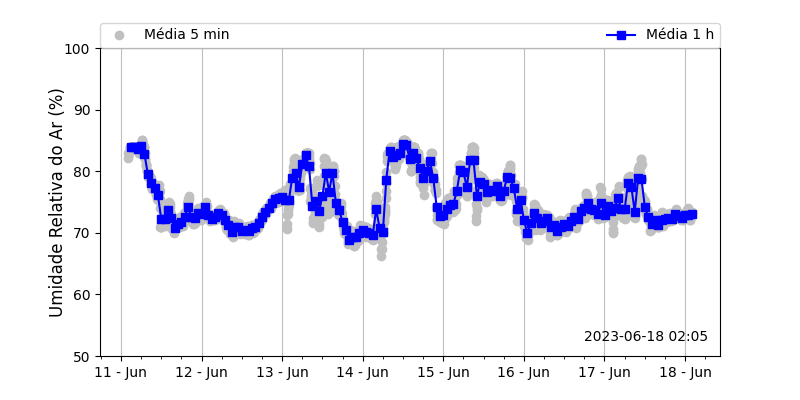 Média 5 min
Média 1 h
Umidade Relativa do Ar (%)
100
90
80
70
60
50
2023-06-18 02:05
11 - Jun
12 - Jun
13 - Jun
14 - Jun
15 - Jun
16 - Jun
17 - Jun
18 - Jun